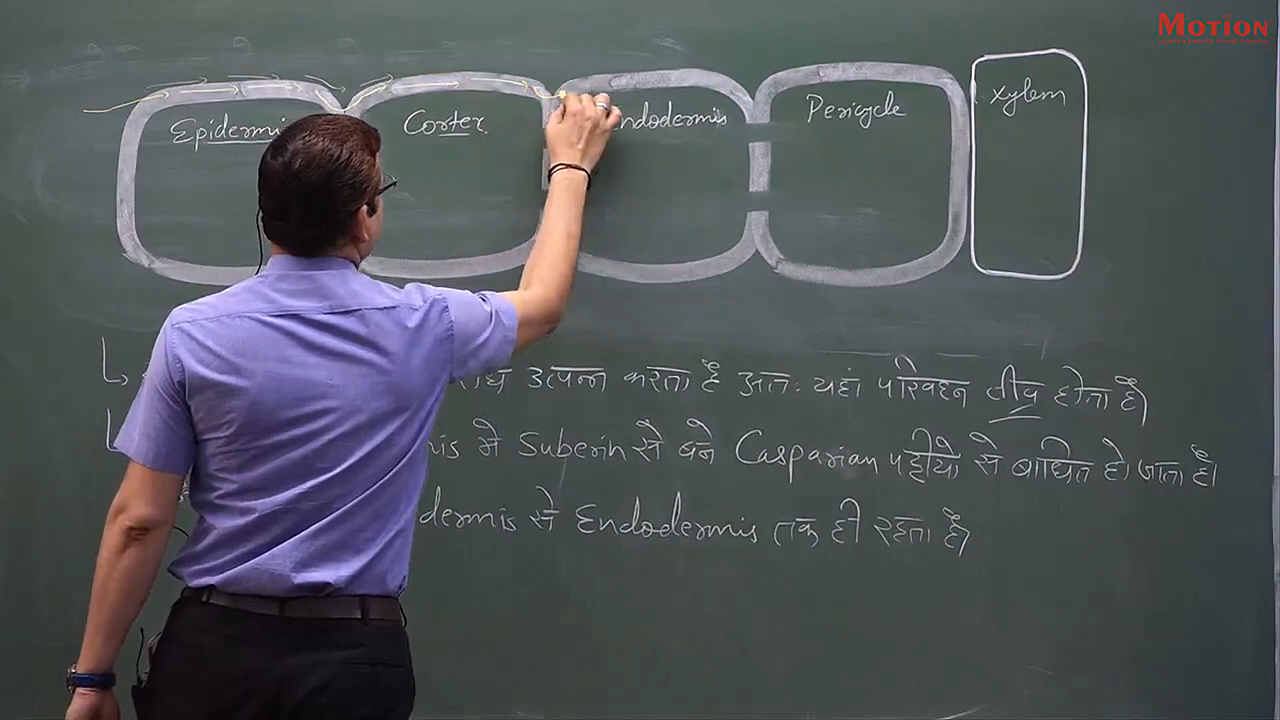 MOTION
Epidermis Cortex Endodermis Pericycle Xylem
उत्पन्न करता है अतः यहां परिवहन तीव्र होता है।
में Suberin से बने Casparian पट्टीयो से बाधित हो जाता है।
dermis से Endodermis तक ही रहता है।